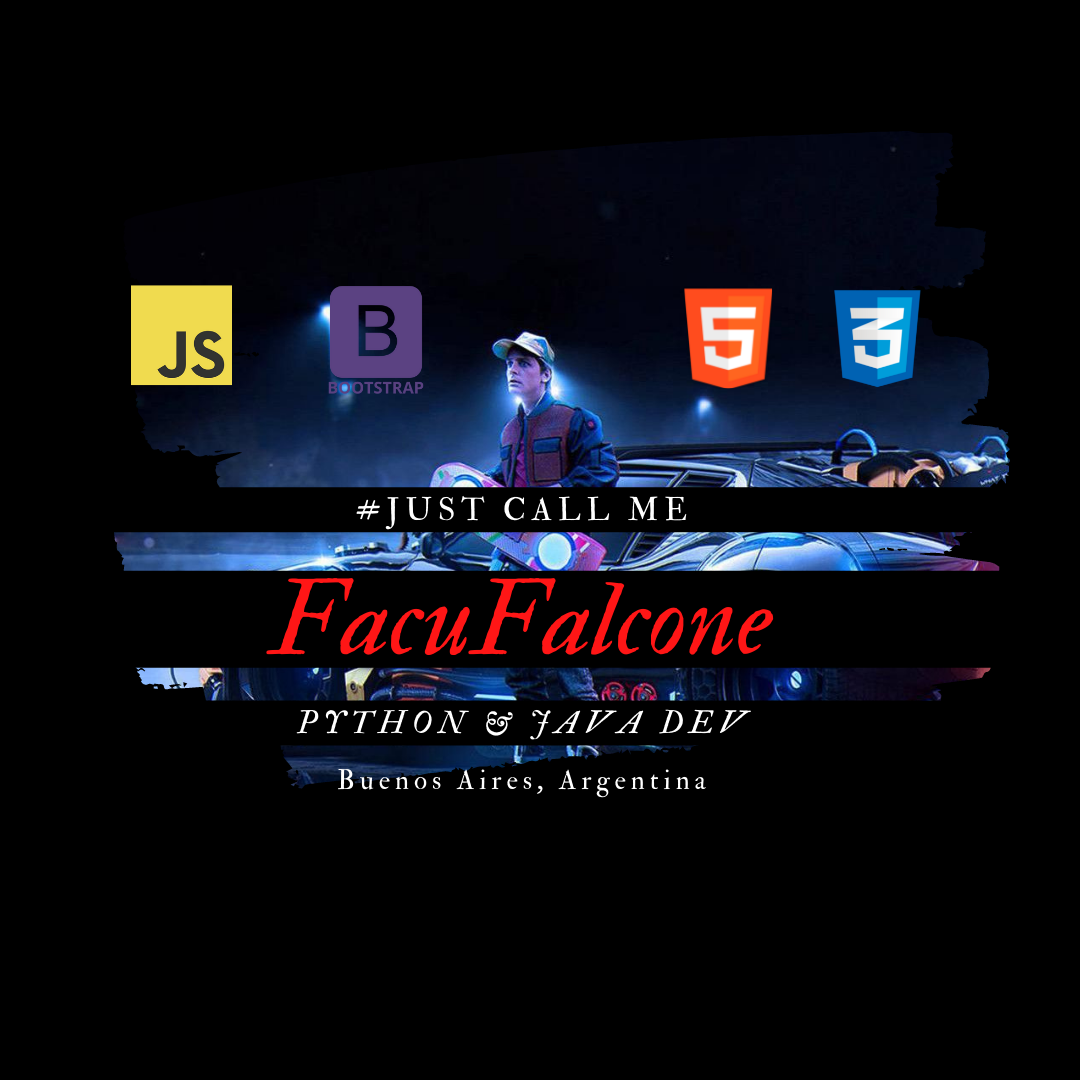 JS
B
BOOTSTRAP
5
3
#JUST CALL ME
FacuFalcone
PYTHON & JAVA DEV
Buenos Aires, Argentina